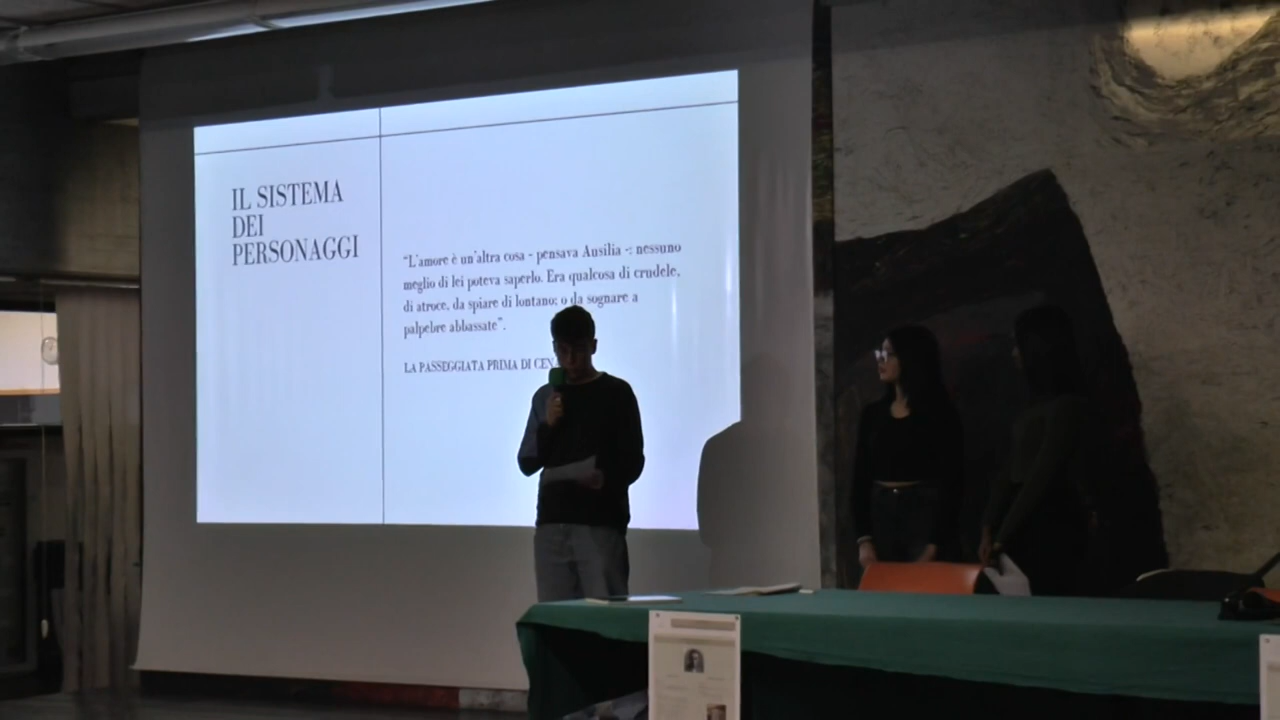 IL SISTEMA
DEI
PERSONAGGI
“L'amore è un'altra cosa - pensava Ausilia -: nessuno
meglio di lei poteva saperlo. Era qualcosa di crudele,
di atroce, da spiare di lontano; o da sognare a
palpebre abbassate”.
LA PASSEGGIATA PRIMA DI CEN